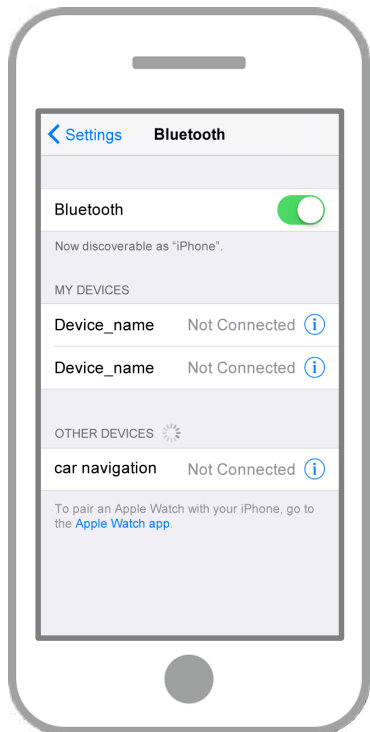 Settings Bluetooth
Bluetooth
Now discoverable as “iPhone”.
MY DEVICES
Device_name Not Connected i
Device_name Not Connected i
OTHER DEVICES
car navigation Not Connected i
To pair an Apple Watch with your iPhone, go to
the Apple Watch app.